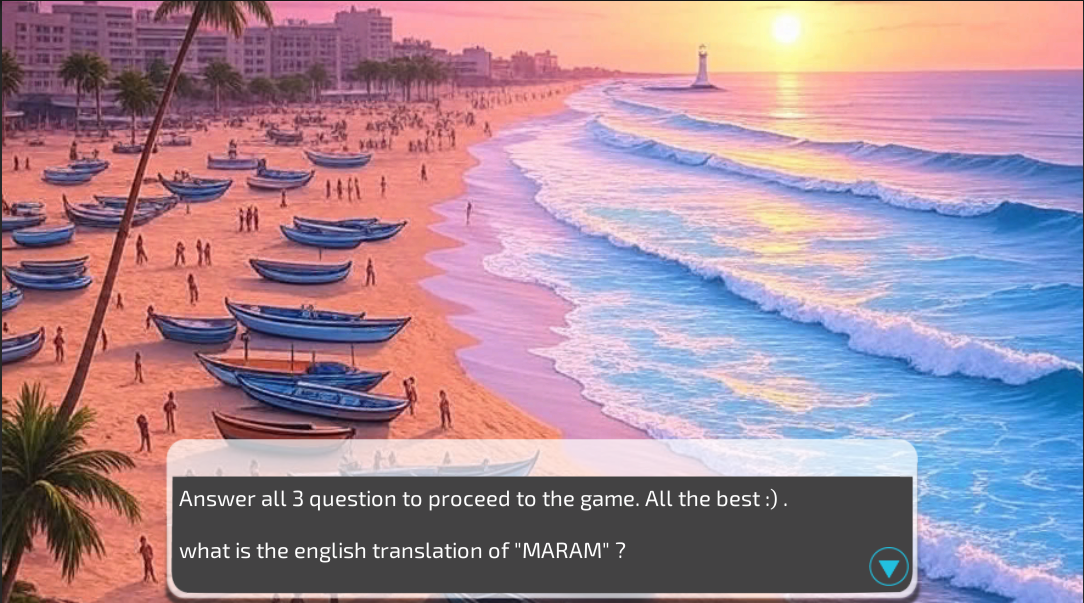 Answer all 3 question to proceed to the game. All the best :) .
what is the english translation of "MARAM" ?